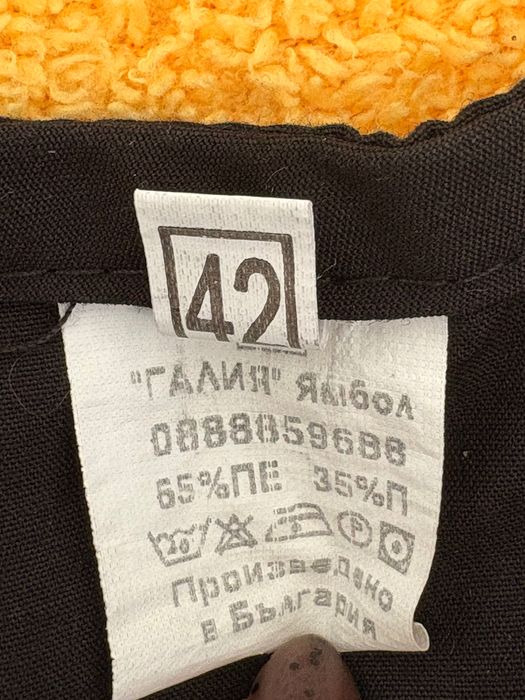 42
"ГАЛИЯ" Ямбол
0888859688
65%ПЕ 35%П
P
Произведено
в България